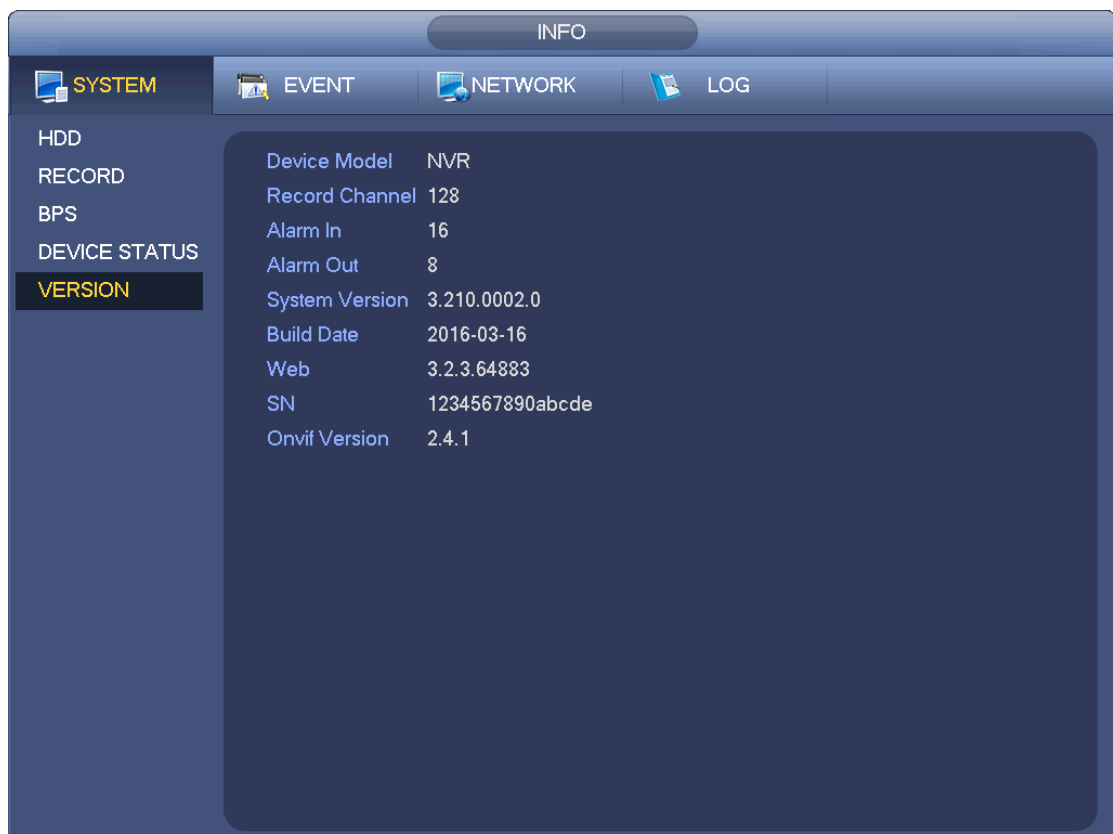 INFO
SYSTEM EVENT NETWORK LOG
HDD
RECORD
BPS
DEVICE STATUS
VERSION
Device Model NVR
Record Channel 128
Alarm In 16
Alarm Out 8
System Version 3.210.0002.0
Build Date 2016-03-16
Web 3.2.3.64883
SN 1234567890abcde
Onvif Version 2.4.1